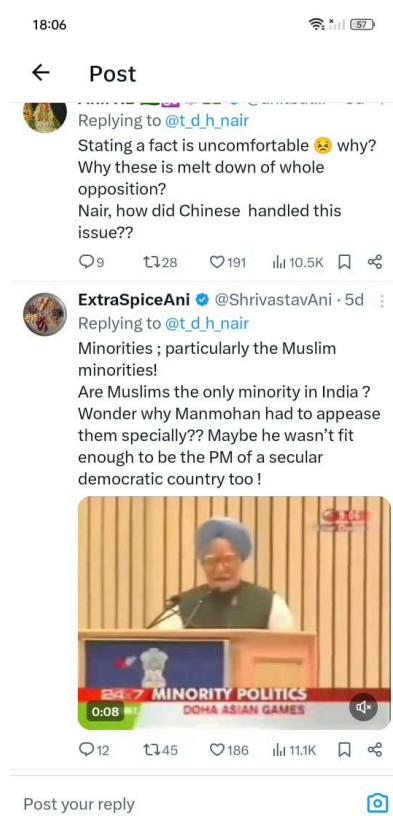 18:06
57
Post
Replying to @t_d_h_nair
Stating a fact is uncomfortable 😣 why?
Why these is melt down of whole
opposition?
Nair, how did Chinese handled this
issue??
9 28 191 10.5K
ExtraSpiceAni @ShrivastavAni · 5d
Replying to @t_d_h_nair
Minorities ; particularly the Muslim
minorities!
Are Muslims the only minority in India ?
Wonder why Manmohan had to appease
them specially?? Maybe he wasn't fit
enough to be the PM of a secular
democratic country too !
24x7 MINORITY POLITICS
0:08
DOHA ASIAN GAMES
12 45 186 11.1K
Post your reply